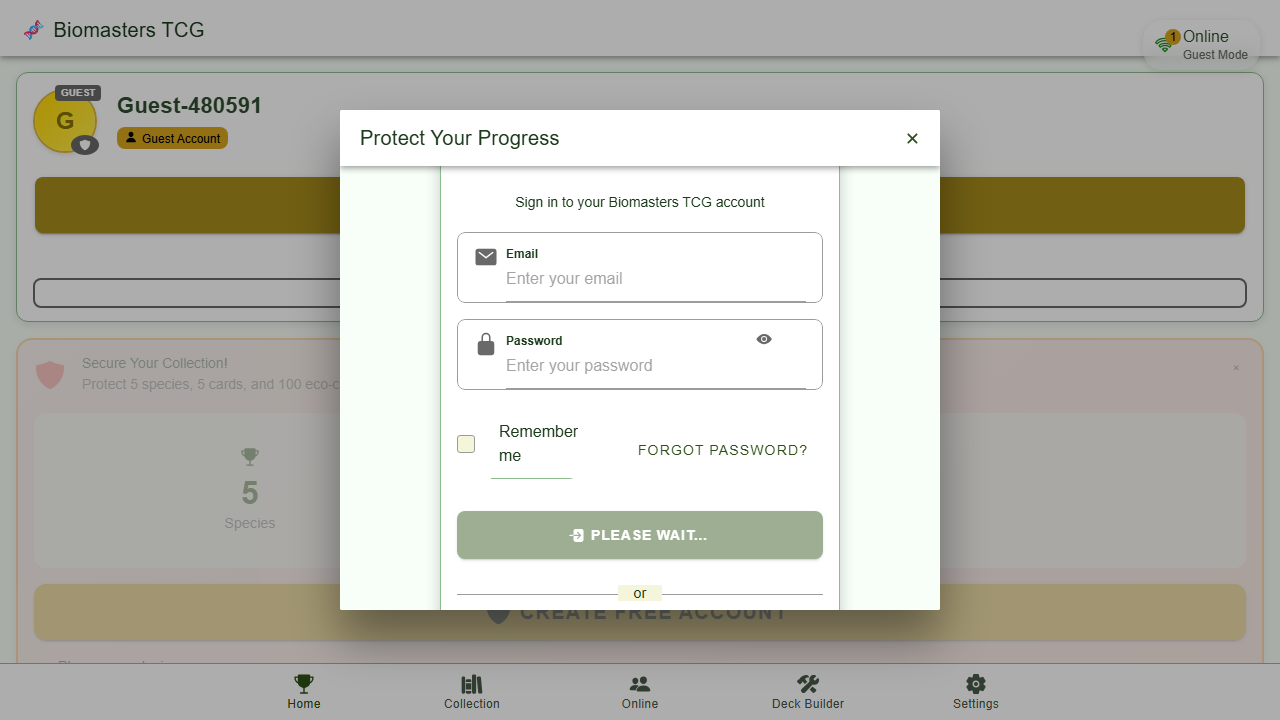 Biomasters TCG
1
Online
Guest Mode
GUEST
G
Guest-480591
Guest Account
Protect Your Progress
Sign in to your Biomasters TCG account
Email
Enter your email
Password
Enter your password
Remember
me
FORGOT PASSWORD?
PLEASE WAIT...
or
Secure Your Collection!
Protect 5 species, 5 cards, and 100 eco-c
5
Species
CREATE FREE ACCOUNT
Home
Collection
Online
Deck Builder
Settings